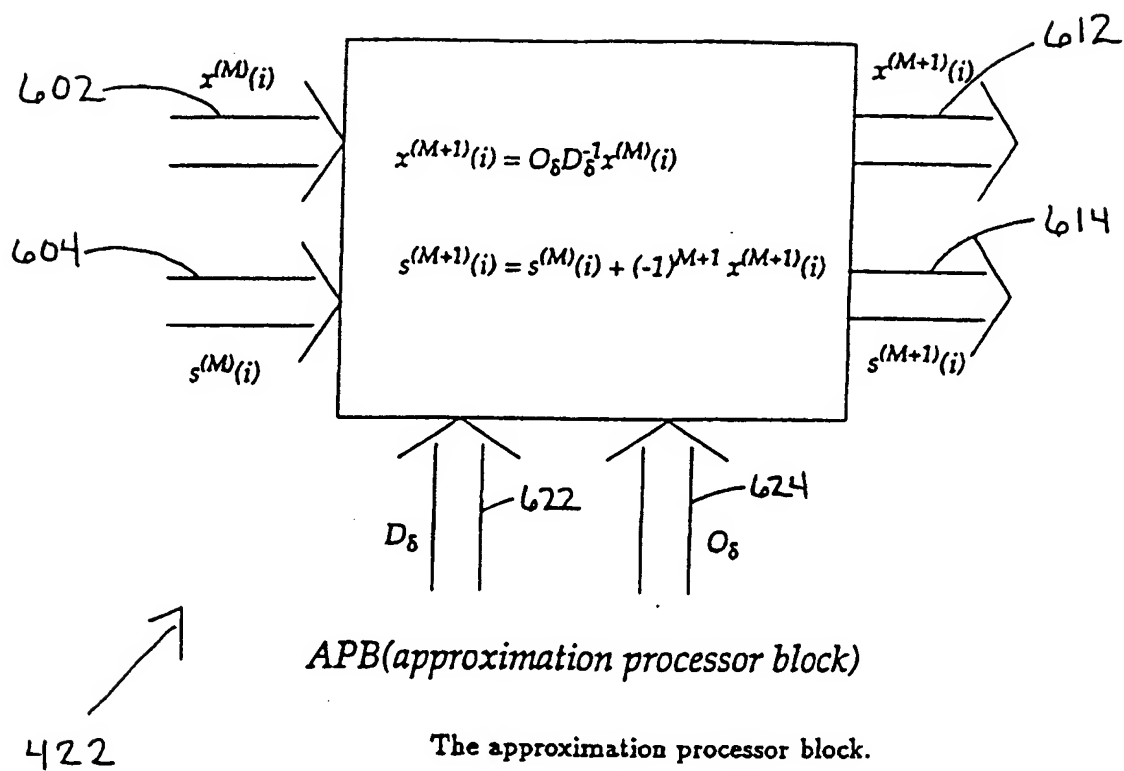 612
602
x^(M)(i)
x^(M+1)(i)
x^(M+1)(i) = O_δ D_δ^-1 x^(M)(i)
604
614
s^(M+1)(i) = s^(M)(i) + (-1)^M+1 x^(M+1)(i)
s^(M)(i)
s^(M+1)(i)
622
624
D_δ
O_δ
APB(approximation processor block)
422
The approximation processor block.